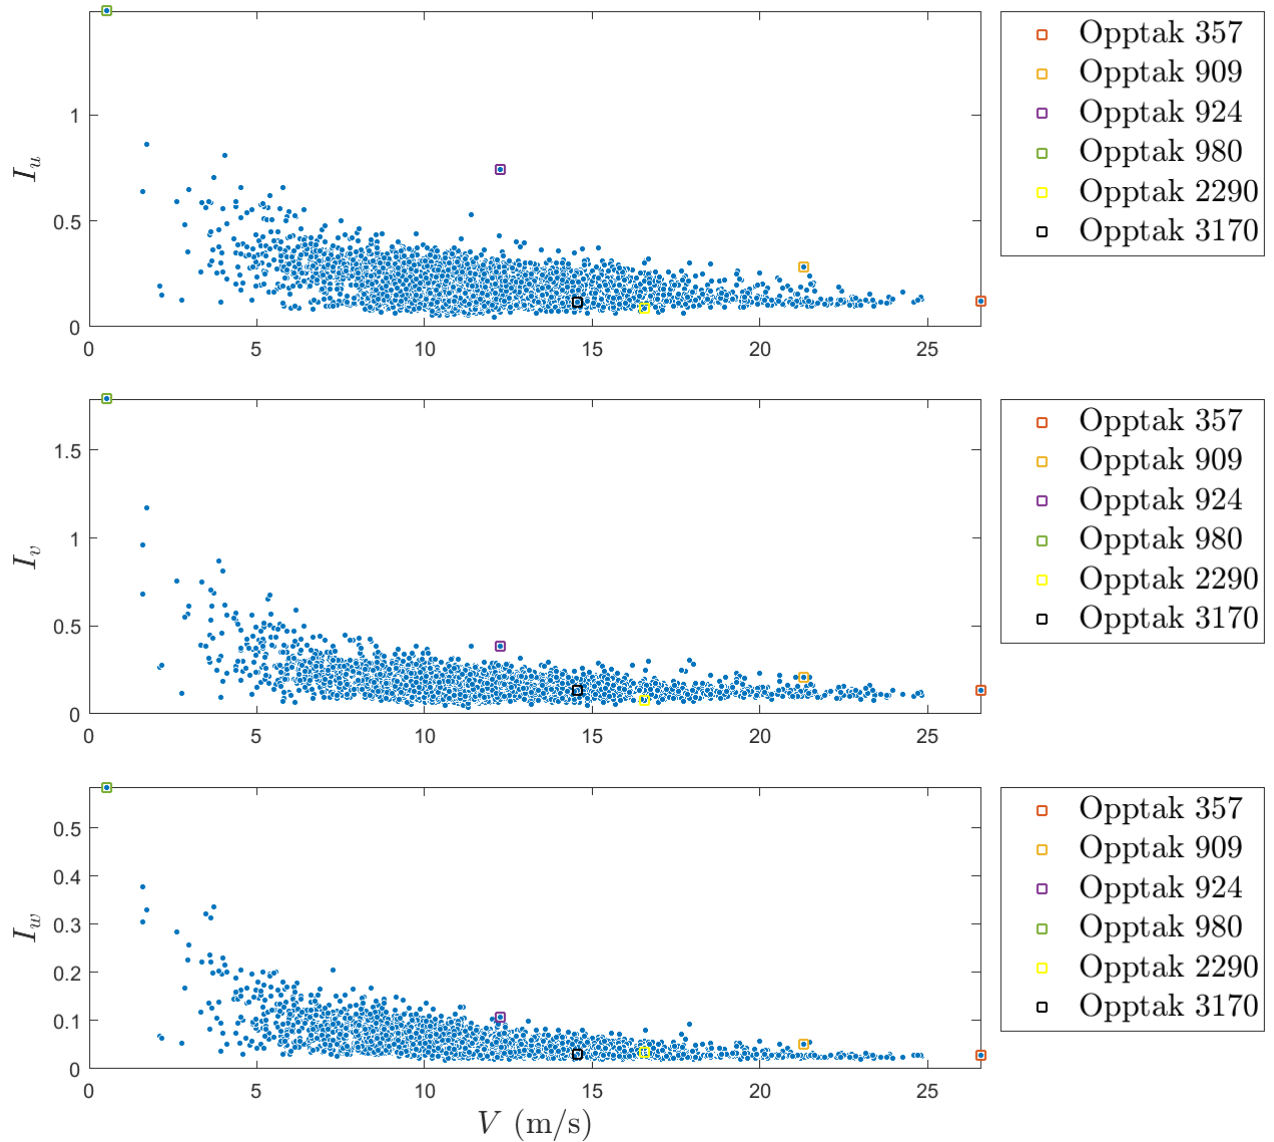 1
0.5
0
I_u
0 5 10 15 20 25
Opptak 357
Opptak 909
Opptak 924
Opptak 980
Opptak 2290
Opptak 3170
1.5
1
0.5
0
I_v
0 5 10 15 20 25
Opptak 357
Opptak 909
Opptak 924
Opptak 980
Opptak 2290
Opptak 3170
0.5
0.4
0.3
0.2
0.1
0
I_w
0 5 10 15 20 25
V (m/s)
Opptak 357
Opptak 909
Opptak 924
Opptak 980
Opptak 2290
Opptak 3170